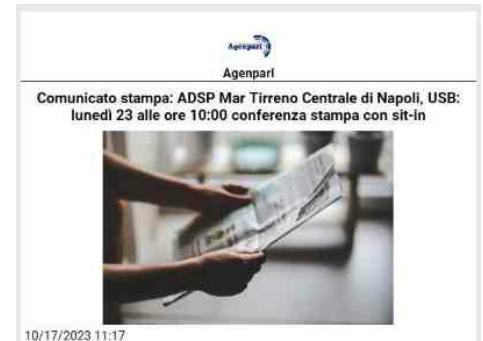 Agenparl
Agenparl
Comunicato stampa: ADSP Mar Tirreno Centrale di Napoli, USB:
lunedì 23 alle ore 10:00 conferenza stampa con sit-in
10/17/2023 11:17